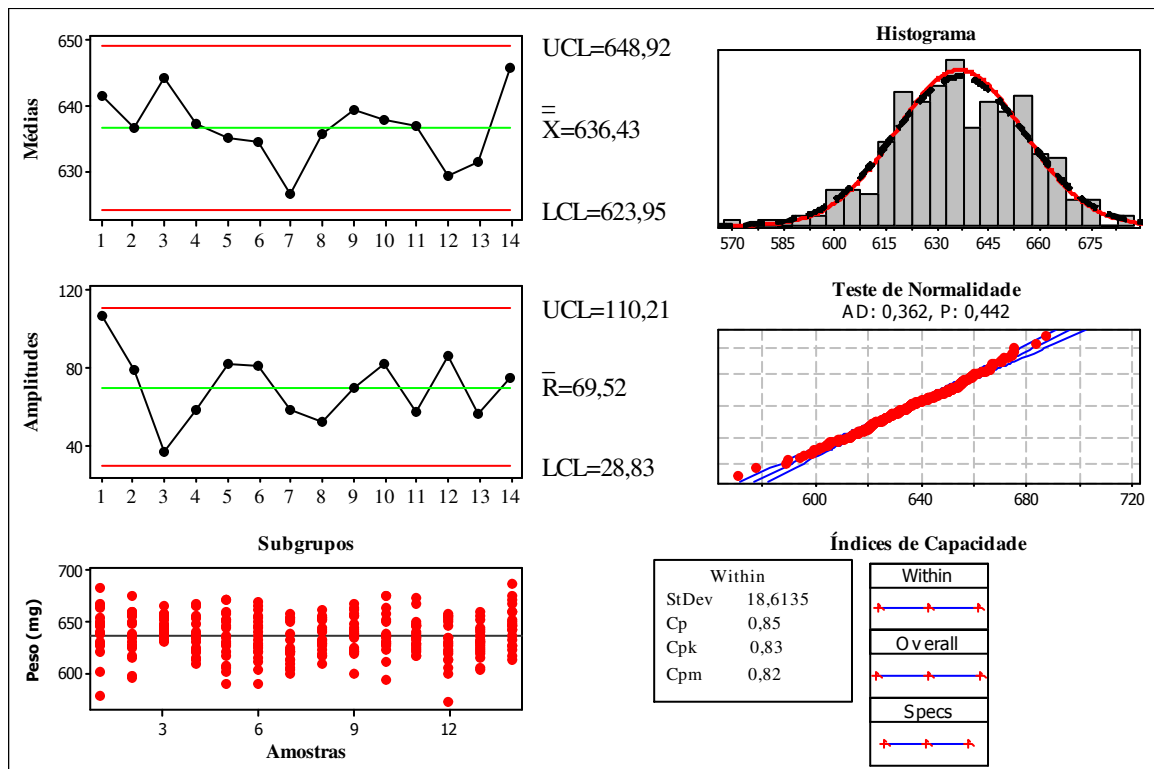 Médias
650
640
630
1 2 3 4 5 6 7 8 9 10 11 12 13 14
UCL=648,92
X=636,43
LCL=623,95
Histograma
570 585 600 615 630 645 660 675
Amplitudes
120
80
40
1 2 3 4 5 6 7 8 9 10 11 12 13 14
UCL=110,21
R=69,52
LCL=28,83
Teste de Normalidade
AD: 0,362, P: 0,442
600 640 680 720
Subgrupos
Peso (mg)
700
650
600
3 6 9 12
Amostras
Índices de Capacidade
Within
StDev 18,6135
Cp 0,85
Cpk 0,83
Cpm 0,82
Within
Overall
Specs